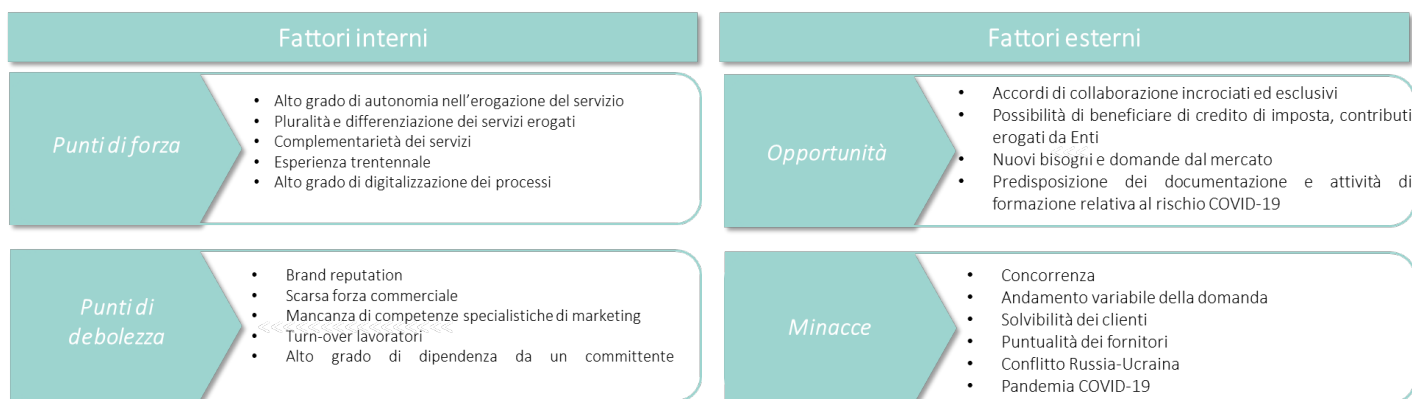 Fattori interni
Punti di forza
Alto grado di autonomia nell'erogazione del servizio
Pluralità e differenziazione dei servizi erogati
Complementarietà dei servizi
Esperienza trentennale
Alto grado di digitalizzazione dei processi
Punti di
debolezza
Brand reputation
Scarsa forza commerciale
Mancanza di competenze specialistiche di marketing
Turn-over lavoratori
Alto grado di dipendenza da un committente
Fattori esterni
Opportunità
Accordi di collaborazione incrociati ed esclusivi
Possibilità di beneficiare di credito di imposta, contributi
erogati da Enti
Nuovi bisogni e domande dal mercato
Predisposizione dei documentazione e attività di
formazione relativa al rischio COVID-19
Minacce
Concorrenza
Andamento variabile della domanda
Solvibilità dei clienti
Puntualità dei fornitori
Conflitto Russia-Ucraina
Pandemia COVID-19